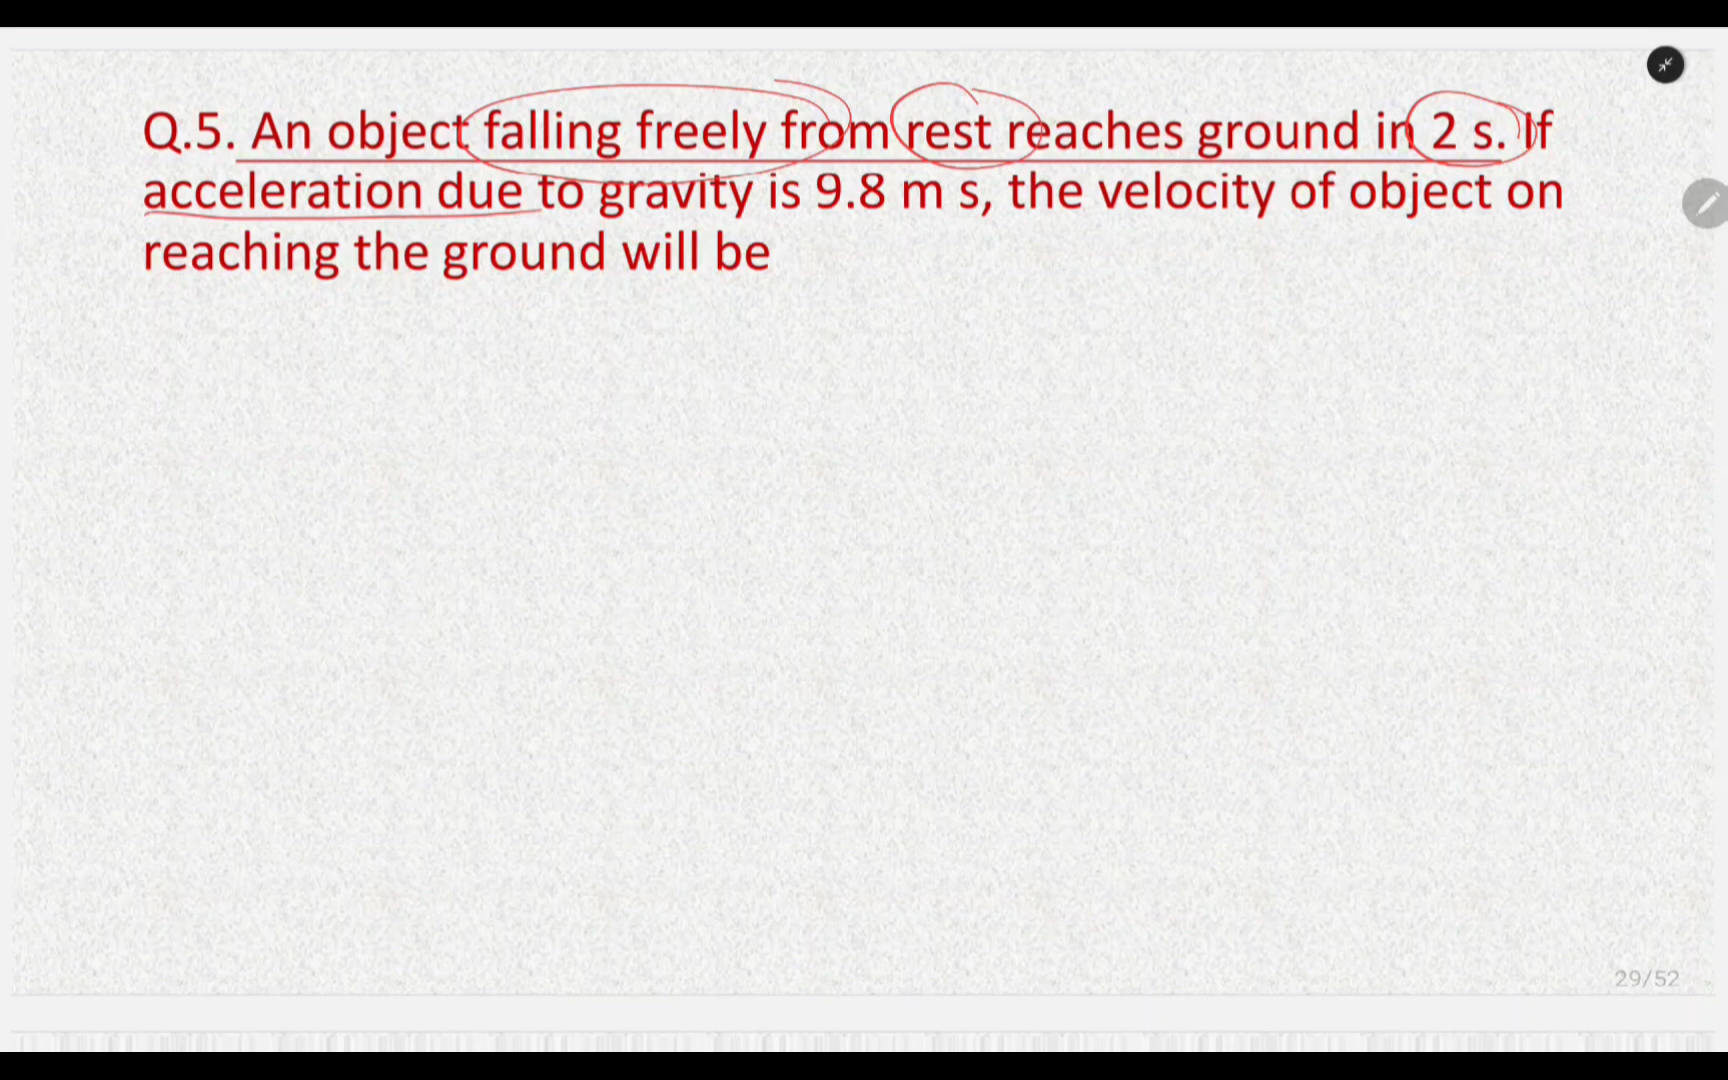 Q.5. An object falling freely from rest reaches ground in 2 s. If
acceleration due to gravity is 9.8 m s, the velocity of object on
reaching the ground will be
29/52